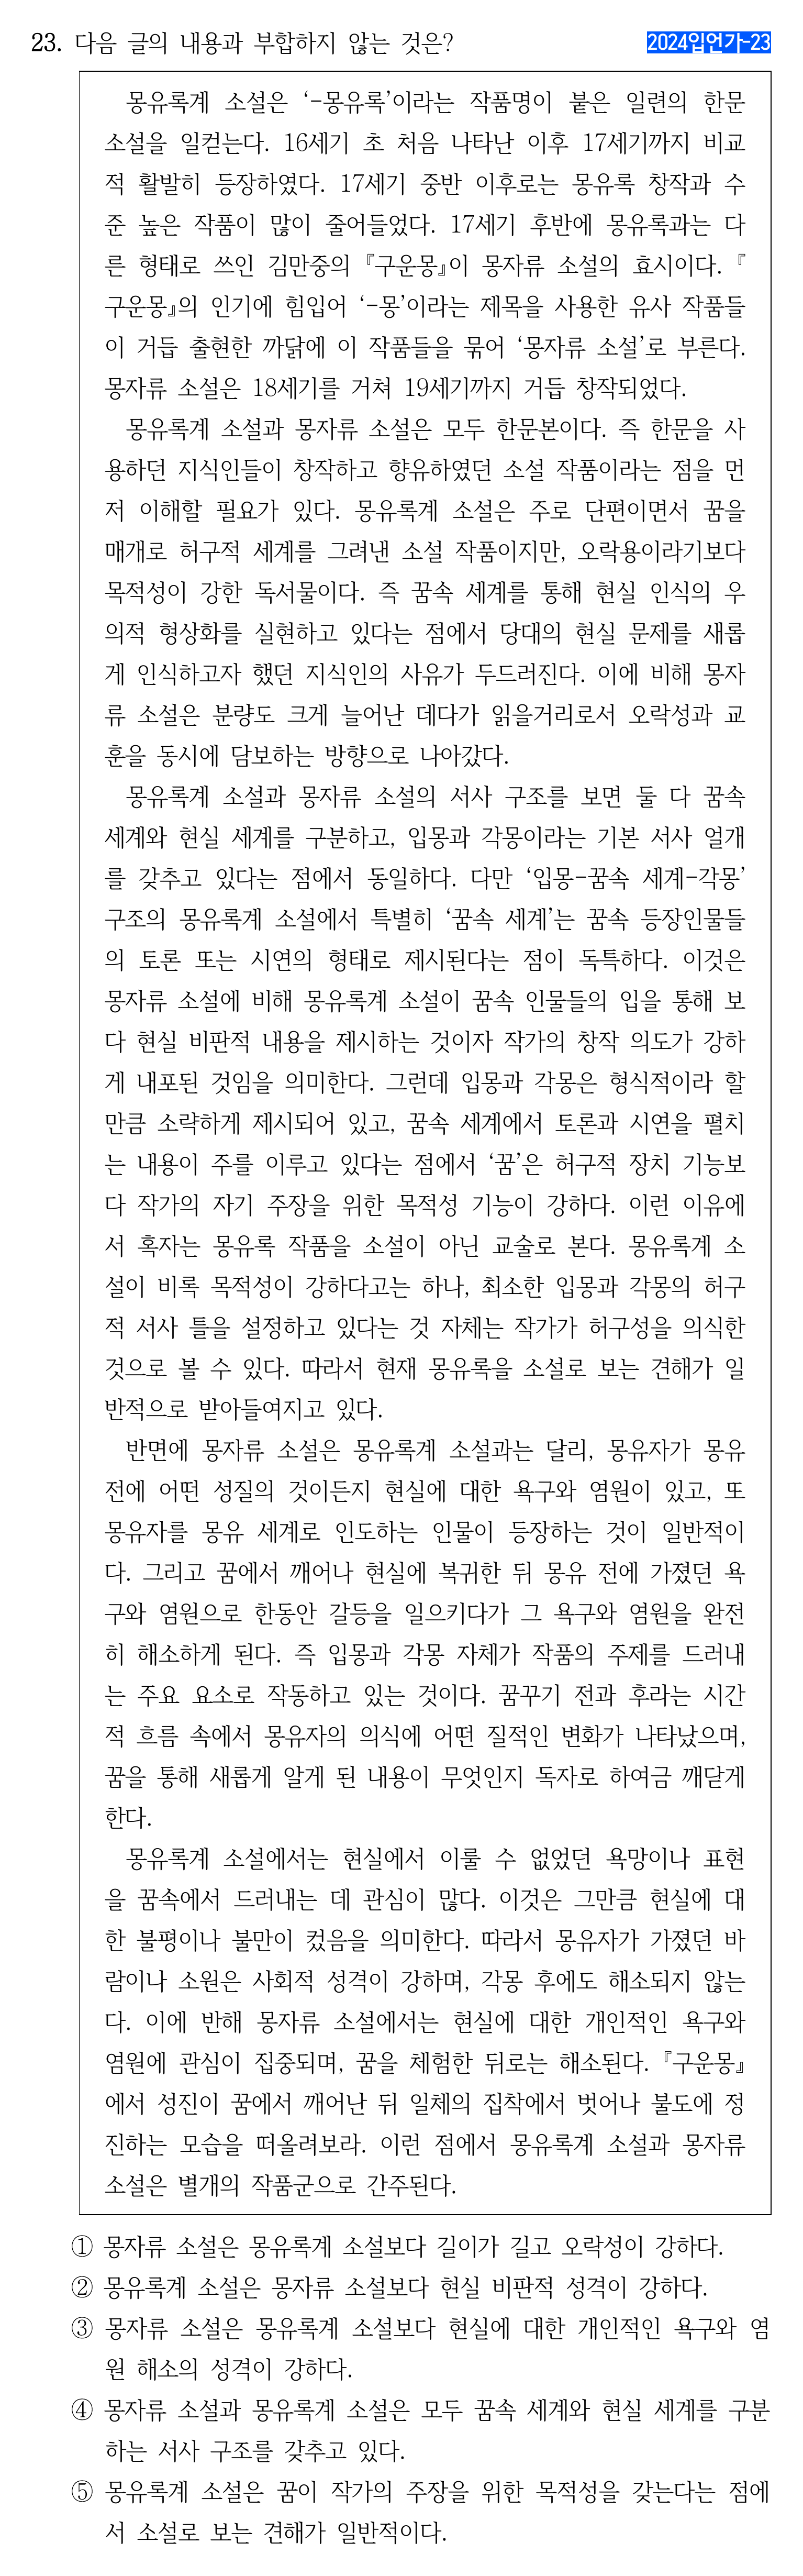 23. 다음 글의 내용과 부합하지 않는 것은? 2024입언가-23
몽유록계 소설은 ‘-몽유록’이라는 작품명이 붙은 일련의 한문
소설을 일컫는다. 16세기 초 처음 나타난 이후 17세기까지 비교
적 활발히 등장하였다. 17세기 중반 이후로는 몽유록 창작과 수
준 높은 작품이 많이 줄어들었다. 17세기 후반에 몽유록과는 다
른 형태로 쓰인 김만중의 『구운몽』이 몽자류 소설의 효시이다. 『
구운몽』의 인기에 힘입어 ‘-몽’이라는 제목을 사용한 유사 작품들
이 거듭 출현한 까닭에 이 작품들을 묶어 ‘몽자류 소설’로 부른다.
몽자류 소설은 18세기를 거쳐 19세기까지 거듭 창작되었다.
몽유록계 소설과 몽자류 소설은 모두 한문본이다. 즉 한문을 사
용하던 지식인들이 창작하고 향유하였던 소설 작품이라는 점을 먼
저 이해할 필요가 있다. 몽유록계 소설은 주로 단편이면서 꿈을
매개로 허구적 세계를 그려낸 소설 작품이지만, 오락용이라기보다
목적성이 강한 독서물이다. 즉 꿈속 세계를 통해 현실 인식의 우
의적 형상화를 실현하고 있다는 점에서 당대의 현실 문제를 새롭
게 인식하고자 했던 지식인의 사유가 두드러진다. 이에 비해 몽자
류 소설은 분량도 크게 늘어난 데다가 읽을거리로서 오락성과 교
훈을 동시에 담보하는 방향으로 나아갔다.
몽유록계 소설과 몽자류 소설의 서사 구조를 보면 둘 다 꿈속
세계와 현실 세계를 구분하고, 입몽과 각몽이라는 기본 서사 얼개
를 갖추고 있다는 점에서 동일하다. 다만 ‘입몽-꿈속 세계-각몽’
구조의 몽유록계 소설에서 특별히 ‘꿈속 세계’는 꿈속 등장인물들
의 토론 또는 시연의 형태로 제시된다는 점이 독특하다. 이것은
몽자류 소설에 비해 몽유록계 소설이 꿈속 인물들의 입을 통해 보
다 현실 비판적 내용을 제시하는 것이자 작가의 창작 의도가 강하
게 내포된 것임을 의미한다. 그런데 입몽과 각몽은 형식적이라 할
만큼 소략하게 제시되어 있고, 꿈속 세계에서 토론과 시연을 펼치
는 내용이 주를 이루고 있다는 점에서 ‘꿈’은 허구적 장치 기능보
다 작가의 자기 주장을 위한 목적성 기능이 강하다. 이런 이유에
서 혹자는 몽유록 작품을 소설이 아닌 교술로 본다. 몽유록계 소
설이 비록 목적성이 강하다고는 하나, 최소한 입몽과 각몽의 허구
적 서사 틀을 설정하고 있다는 것 자체는 작가가 허구성을 의식한
것으로 볼 수 있다. 따라서 현재 몽유록을 소설로 보는 견해가 일
반적으로 받아들여지고 있다.
반면에 몽자류 소설은 몽유록계 소설과는 달리, 몽유자가 몽유
전에 어떤 성질의 것이든지 현실에 대한 욕구와 염원이 있고, 또
몽유자를 몽유 세계로 인도하는 인물이 등장하는 것이 일반적이
다. 그리고 꿈에서 깨어나 현실에 복귀한 뒤 몽유 전에 가졌던 욕
구와 염원으로 한동안 갈등을 일으키다가 그 욕구와 염원을 완전
히 해소하게 된다. 즉 입몽과 각몽 자체가 작품의 주제를 드러내
는 주요 요소로 작동하고 있는 것이다. 꿈꾸기 전과 후라는 시간
적 흐름 속에서 몽유자의 의식에 어떤 질적인 변화가 나타났으며,
꿈을 통해 새롭게 알게 된 내용이 무엇인지 독자로 하여금 깨닫게
한다.
몽유록계 소설에서는 현실에서 이룰 수 없었던 욕망이나 표현
을 꿈속에서 드러내는 데 관심이 많다. 이것은 그만큼 현실에 대
한 불평이나 불만이 컸음을 의미한다. 따라서 몽유자가 가졌던 바
람이나 소원은 사회적 성격이 강하며, 각몽 후에도 해소되지 않는
다. 이에 반해 몽자류 소설에서는 현실에 대한 개인적인 욕구와
염원에 관심이 집중되며, 꿈을 체험한 뒤로는 해소된다. 『구운몽』
에서 성진이 꿈에서 깨어난 뒤 일체의 집착에서 벗어나 불도에 정
진하는 모습을 떠올려보라. 이런 점에서 몽유록계 소설과 몽자류
소설은 별개의 작품군으로 간주된다.
① 몽자류 소설은 몽유록계 소설보다 길이가 길고 오락성이 강하다.
② 몽유록계 소설은 몽자류 소설보다 현실 비판적 성격이 강하다.
③ 몽자류 소설은 몽유록계 소설보다 현실에 대한 개인적인 욕구와 염
원 해소의 성격이 강하다.
④ 몽자류 소설과 몽유록계 소설은 모두 꿈속 세계와 현실 세계를 구분
하는 서사 구조를 갖추고 있다.
⑤ 몽유록계 소설은 꿈이 작가의 주장을 위한 목적성을 갖는다는 점에
서 소설로 보는 견해가 일반적이다.